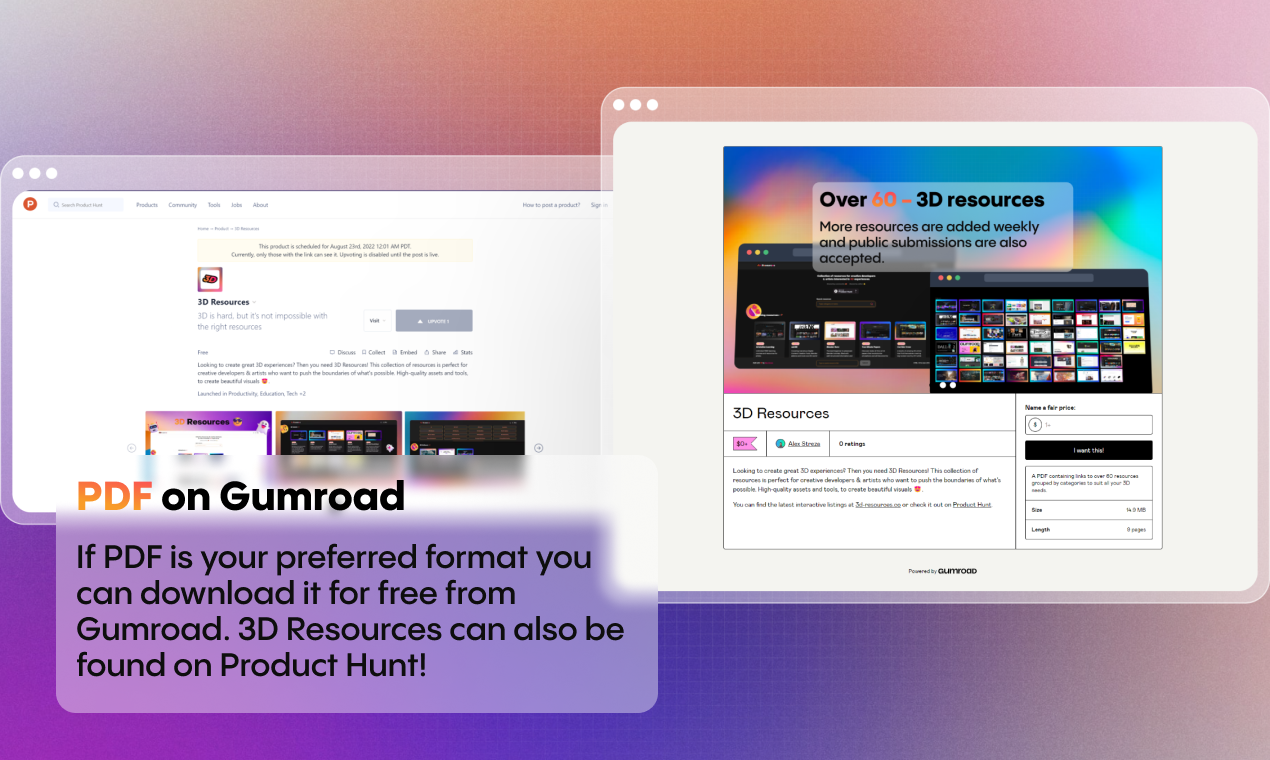 P
Search Product Hunt
Products Community Tools Jobs About
How to post a product? Sign
Home > Product > 3D Resources
This product is scheduled for August 23rd, 2022 12:01 AM PDT.
Currently, only those with the link can see it. Upvoting is disabled until the post is live.
3D
3D Resources
3D is hard, but it's not impossible with
the right resources
Visit
UPVOTE 1
Free
Discuss Collect Embed Share Stats
Looking to create great 3D experiences? Then you need 3D Resources! This collection of resources is perfect for
creative developers & artists who want to push the boundaries of what's possible. High-quality assets and tools,
to create beautiful visuals
Launched in Productivity, Education, Tech +2
3D Resources
PDF on Gumroad
If PDF is your preferred format you
can download it for free from
Gumroad. 3D Resources can also be
found on Product Hunt!
Over 60 - 3D resources
More resources are added weekly
and public submissions are also
accepted.
3D Resources
$0+
Alex Streza
0 ratings
Looking to create great 3D experiences? Then you need 3D Resources! This collection of
resources is perfect for creative developers & artists who want to push the boundaries of what's
possible. High-quality assets and tools, to create beautiful visuals
You can find the latest interactive listings at 3d-resources.co or check it out on Product Hunt
Name a fair price:
$ 1+
I want this!
A PDF containing links to over 60 resources
grouped by categories to suit all your 3D
needs.
Size 14.9 MB
Length 9 pages
Powered by GUMROAD